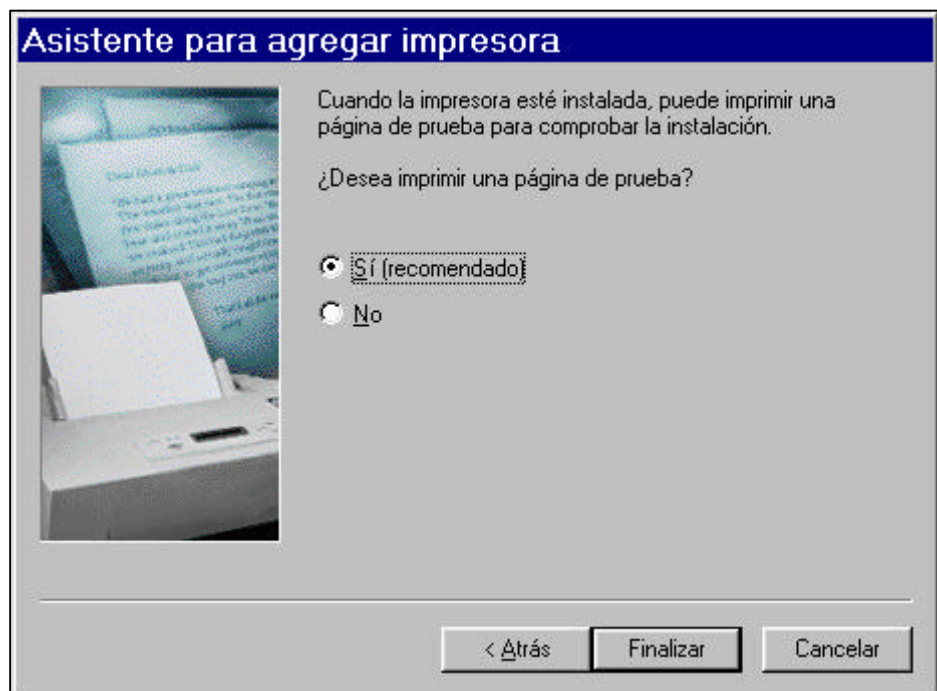 Asistente para agregar impresora
Cuando la impresora esté instalada, puede imprimir una
página de prueba para comprobar la instalación.
¿Desea imprimir una página de prueba?
Sí (recomendado)
No
< Atrás
Finalizar
Cancelar